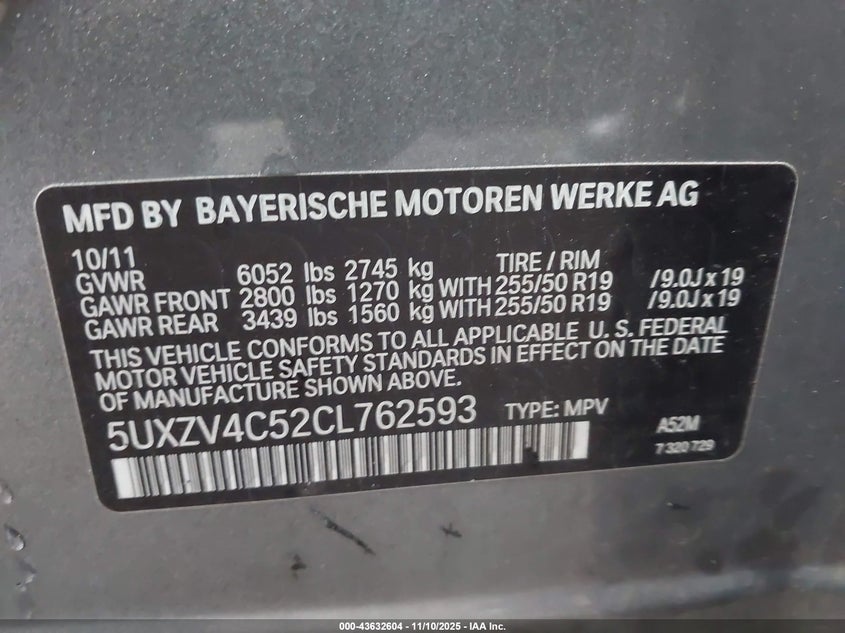 MFD BY BAYERISCHE MOTOREN WERKE AG
10/11 TIRE / RIM
GVWR 6052 lbs 2745 kg
GAWR FRONT 2800 lbs 1270 kg WITH 255/50 R19 /9.0J x 19
GAWR REAR 3439 lbs 1560 kg WITH 255/50 R19 /9.0J x 19
THIS VEHICLE CONFORMS TO ALL APPLICABLE U. S. FEDERAL
MOTOR VEHICLE SAFETY STANDARDS IN EFFECT ON THE DATE
OF MANUFACTURE SHOWN ABOVE.
5UXZV4C52CL762593 TYPE: MPV A52M
7 320 729
000-43632604 — 11/10/2025 — IAA Inc.